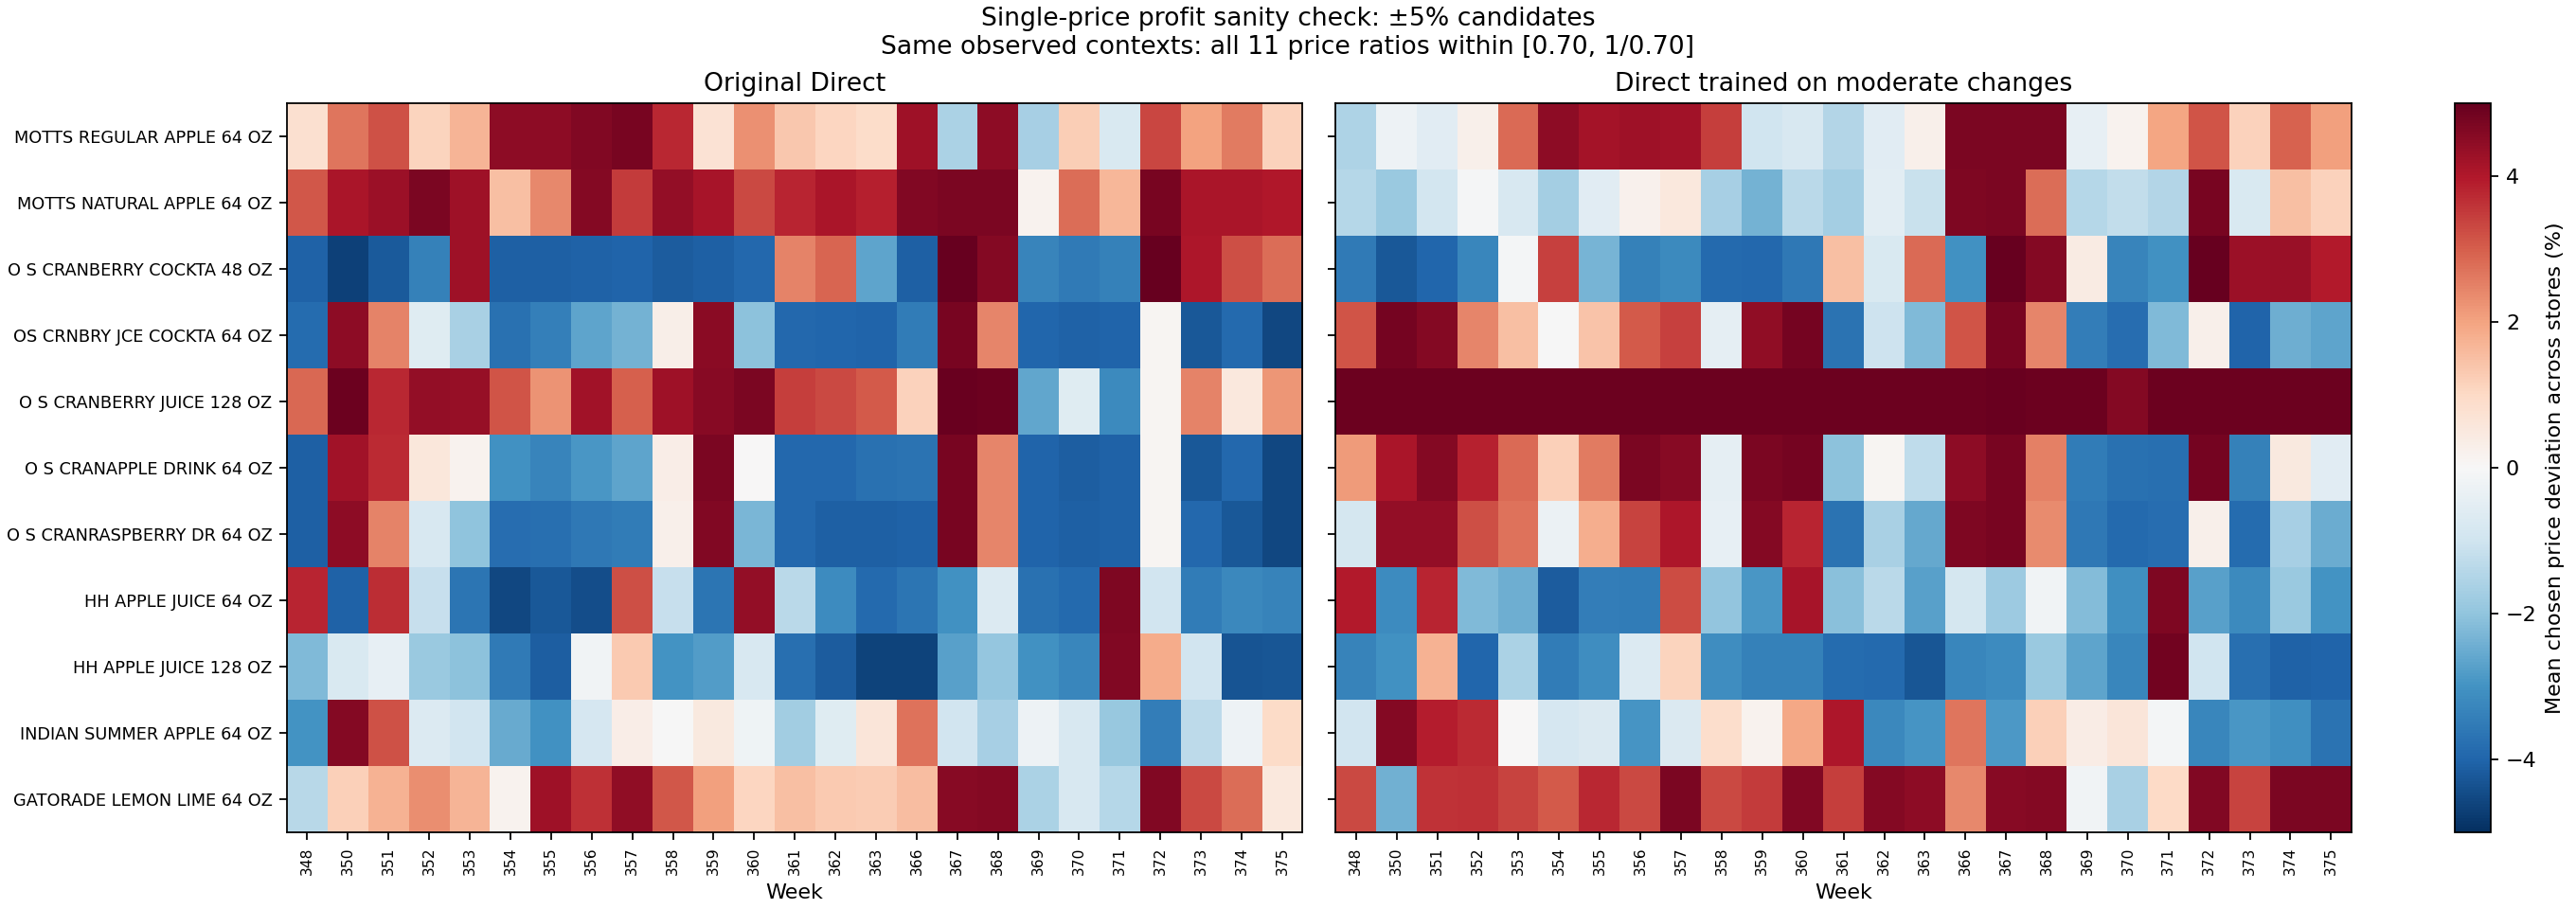 Single-price profit sanity check: ±5% candidates
Same observed contexts: all 11 price ratios within [0.70, 1/0.70]
Original Direct
Direct trained on moderate changes
MOTTS REGULAR APPLE 64 OZ
MOTTS NATURAL APPLE 64 OZ
O S CRANBERRY COCKTA 48 OZ
OS CRNBRY JCE COCKTA 64 OZ
O S CRANBERRY JUICE 128 OZ
O S CRANAPPLE DRINK 64 OZ
O S CRANRASPBERRY DR 64 OZ
HH APPLE JUICE 64 OZ
HH APPLE JUICE 128 OZ
INDIAN SUMMER APPLE 64 OZ
GATORADE LEMON LIME 64 OZ
348 350 351 352 353 354 355 356 357 358 359 360 361 362 363 366 367 368 369 370 371 372 373 374 375
Week
348 350 351 352 353 354 355 356 357 358 359 360 361 362 363 366 367 368 369 370 371 372 373 374 375
Week
4
2
0
−2
−4
Mean chosen price deviation across stores (%)